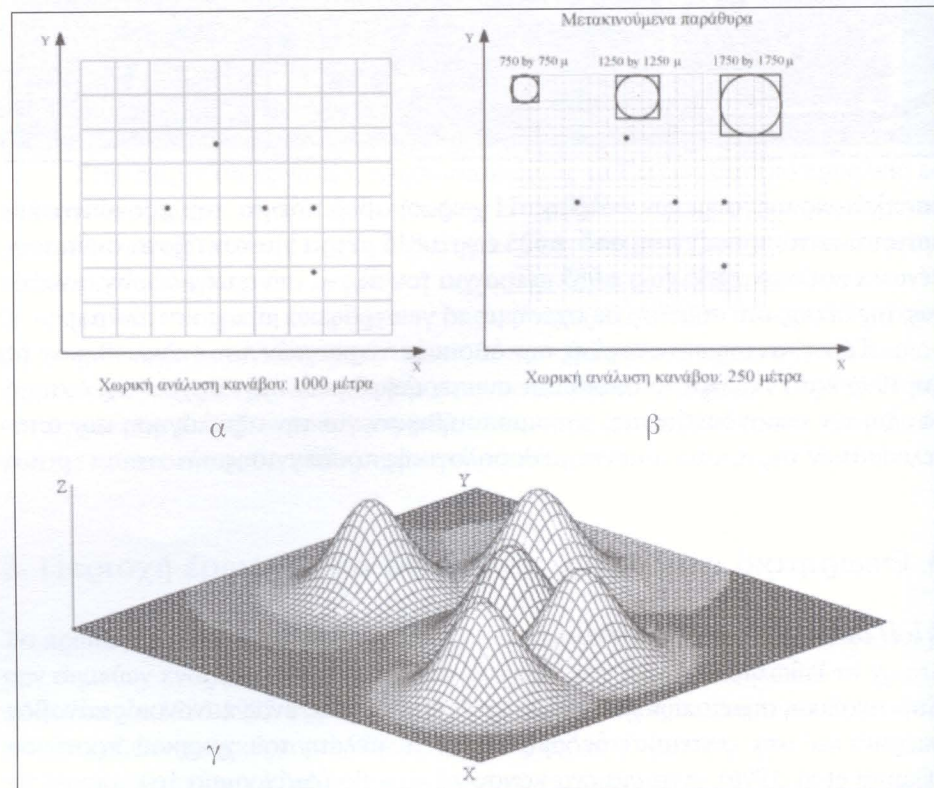 Μετακινούμενα παράθυρα
Y
Y
750 by 750 μ
1250 by 1250 μ
1750 by 1750 μ
X
X
Χωρική ανάλυση κανάβου: 1000 μέτρα
Χωρική ανάλυση κανάβου: 250 μέτρα
α
β
Z
Y
γ
X